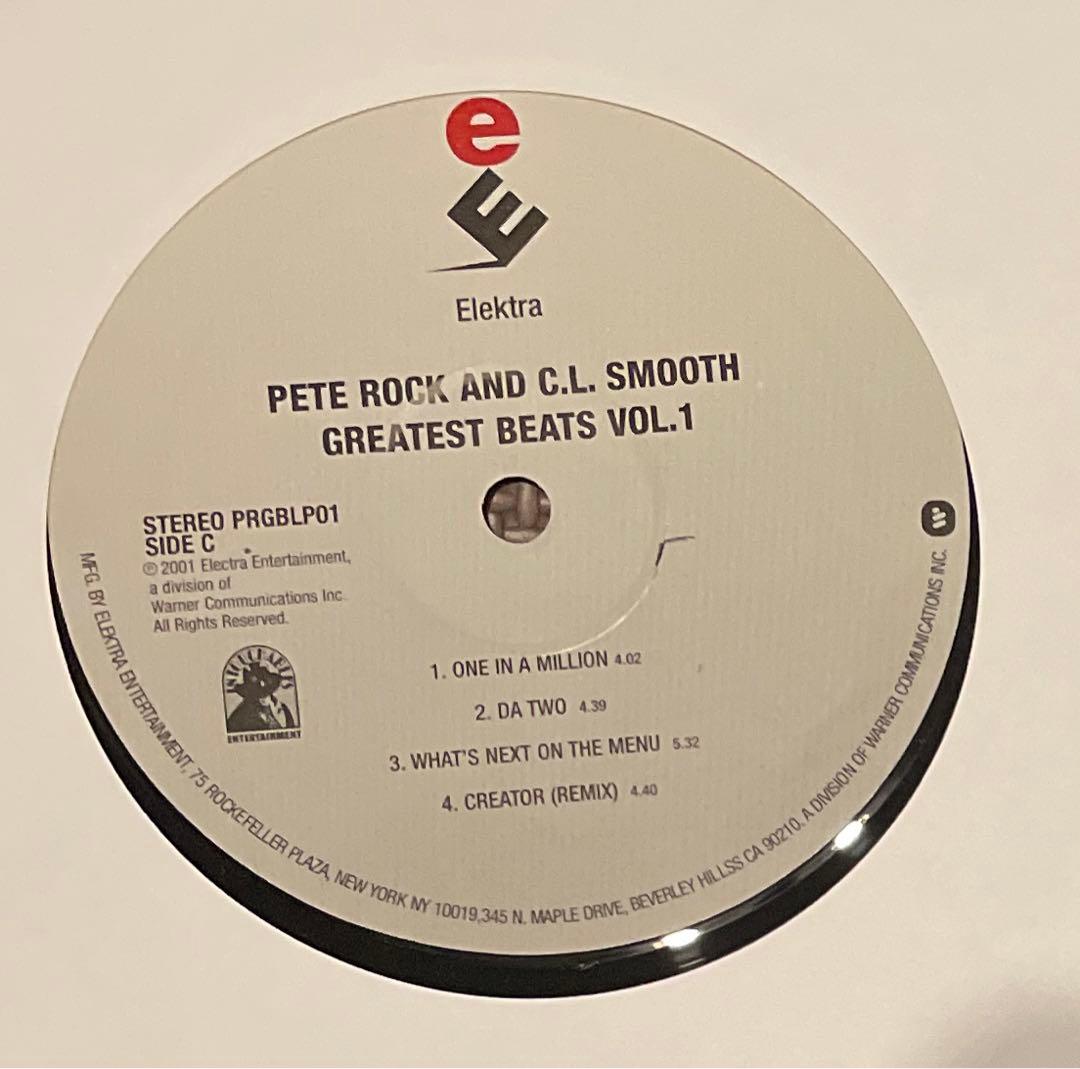 e
E
Elektra
PETE ROCK AND C.L. SMOOTH
GREATEST BEATS VOL.1
STEREO PRGBLP01
SIDE C
℗ 2001 Electra Entertainment,
a division of
Warner Communications Inc.
All Rights Reserved.
UNTOUCHABLES
ENTERTAINMENT
1. ONE IN A MILLION 4.02
2. DA TWO 4.39
3. WHAT'S NEXT ON THE MENU 5.32
4. CREATOR (REMIX) 4.40
MFG. BY ELEKTRA ENTERTAINMENT, 75 ROCKEFELLER PLAZA, NEW YORK NY 10019,345 N. MAPLE DRIVE, BEVERLEY HILLSS CA 90210. A DIVISION OF WARNER COMMUNICATIONS INC.